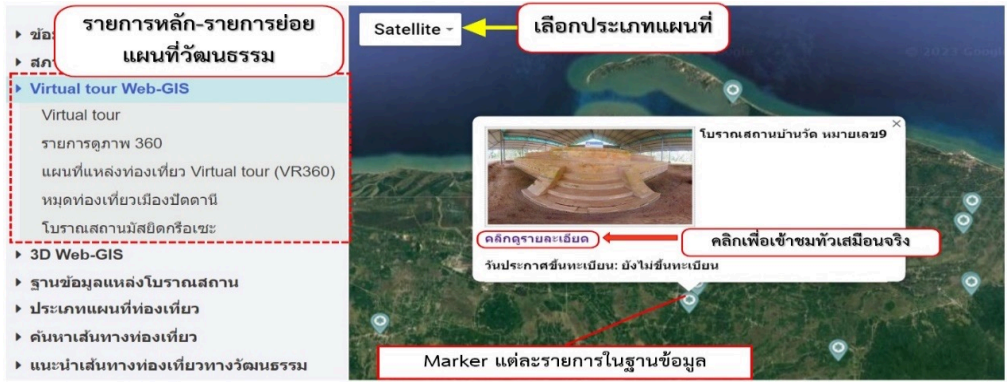 รายการหลัก-รายการย่อย
แผนที่วัฒนธรรม
Virtual tour Web-GIS
Virtual tour
รายการดูภาพ 360
แผนที่แหล่งท่องเที่ยว Virtual tour (VR360)
หมุดท่องเที่ยวเมืองปัตตานี
โบราณสถานมัสยิดกรือเซะ
3D Web-GIS
ฐานข้อมูลแหล่งโบราณสถาน
ประเภทแผนที่ท่องเที่ยว
ค้นหาเส้นทางท่องเที่ยว
แนะนำเส้นทางท่องเที่ยวทางวัฒนธรรม
Satellite
เลือกประเภทแผนที่
โบราณสถานบ้านวัด หมายเลข9
คลิกดูรายละเอียด
คลิกเพื่อเข้าชมทัวเสมือนจริง
วันประกาศขึ้นทะเบียน: ยังไม่ขึ้นทะเบียน
Marker แต่ละรายการในฐานข้อมูล